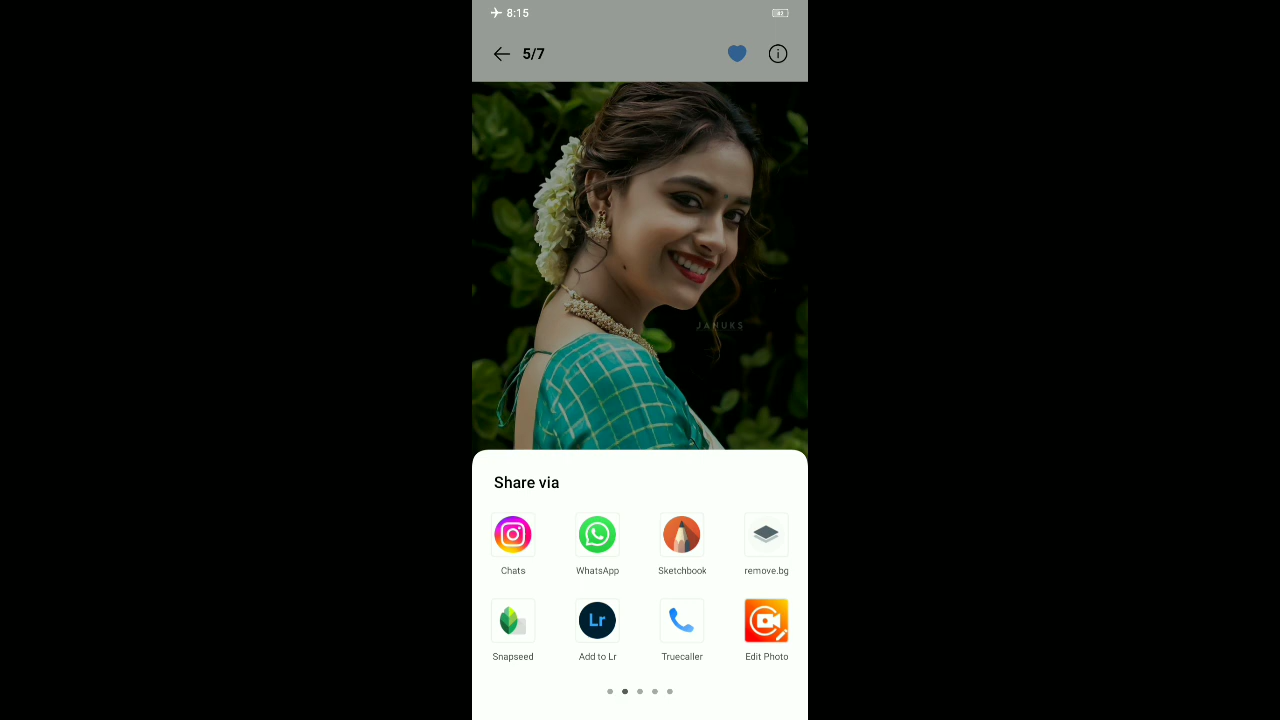 8:15
5/7
JANUKS
Share via
Chats WhatsApp Sketchbook remove.bg
Lr
Snapseed Add to Lr Truecaller Edit Photo